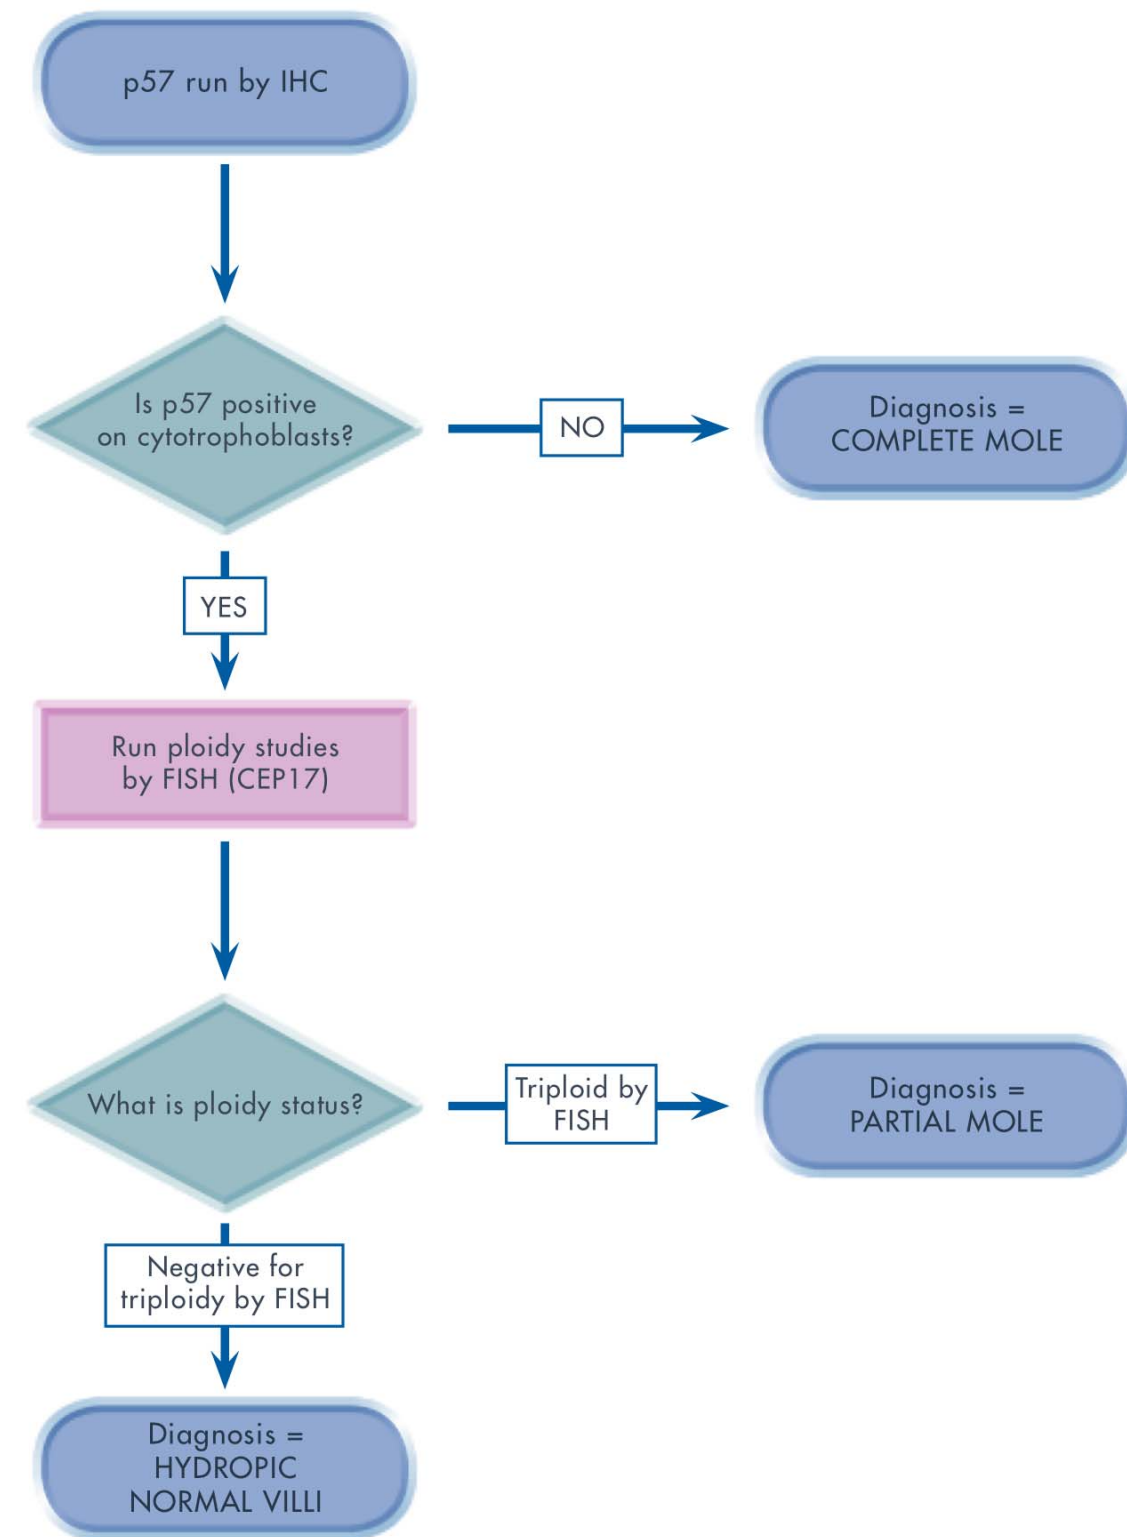 p57 run by IHC
Is p57 positive
on cytotrophoblasts?
NO
Diagnosis =
COMPLETE MOLE
YES
Run ploidy studies
by FISH (CEP17)
What is ploidy status?
Triploid by
FISH
Diagnosis =
PARTIAL MOLE
Negative for
triploidy by FISH
Diagnosis =
HYDROPIC
NORMAL VILLI